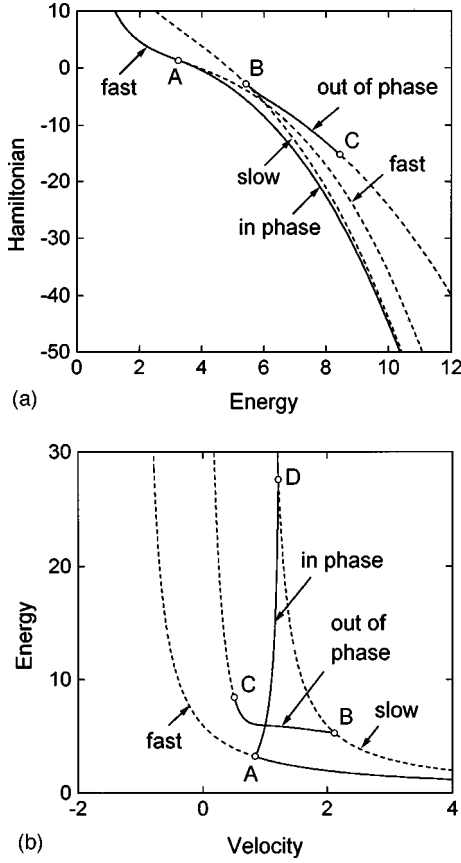 10
0
-10
-20
-30
-40
-50
Hamiltonian
fast
A
B
out of phase
C
slow
fast
in phase
0 2 4 6 8 10 12
(a)
Energy
30
20
10
0
Energy
D
in phase
out of
phase
C
B
slow
fast
A
0 2 4
(b)
Velocity